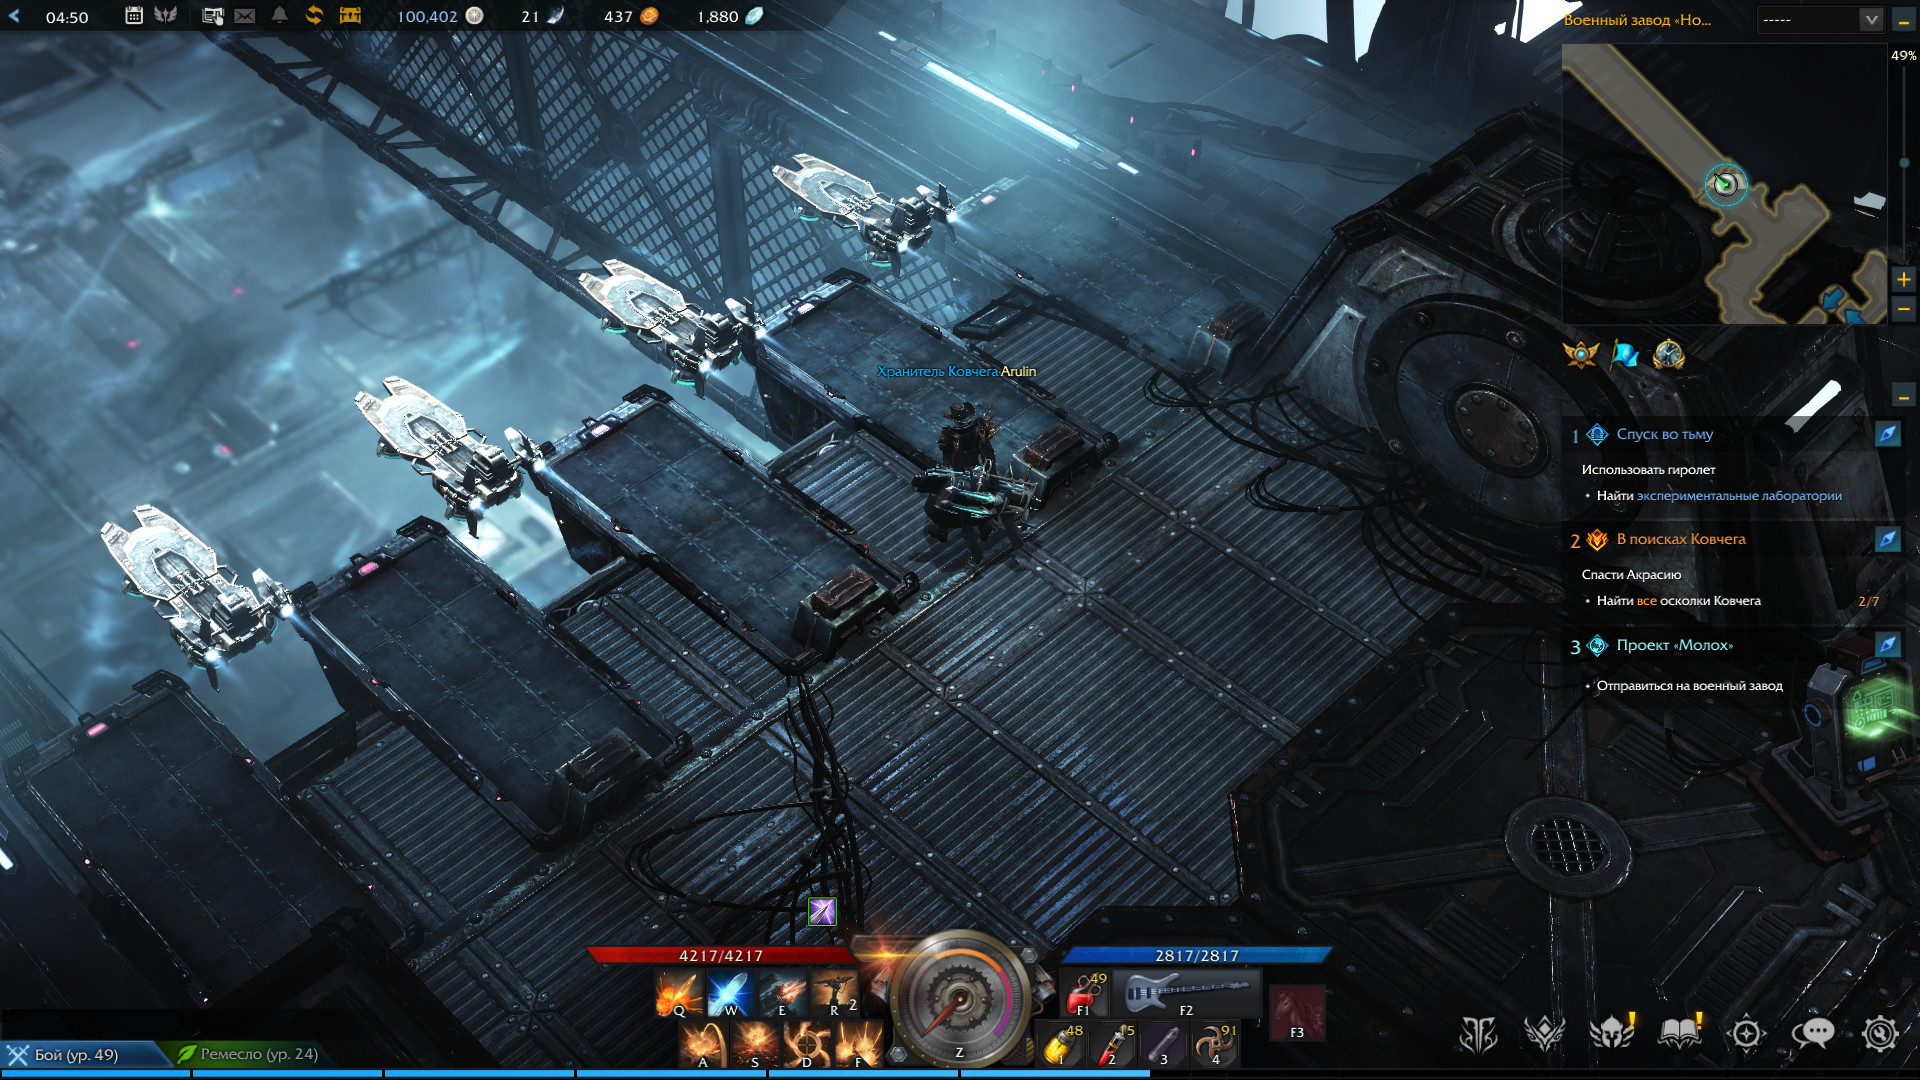 04:50
100,402
21
437
1,880
Военный завод «Но...
-----
49%
Хранитель Ковчега Arulin
1 Спуск во тьму
Использовать гиролет
• Найти экспериментальные лаборатории
2 В поисках Ковчега
Спасти Акрасию
• Найти все осколки Ковчега 2/7
3 Проект «Молох»
• Отправиться на военный завод
4217/4217
2817/2817
Q W E R 2
49 F1 F2 F3
A S D F Z
48 1 15 2 3 91 4
Бой (ур. 49)
Ремесло (ур. 24)